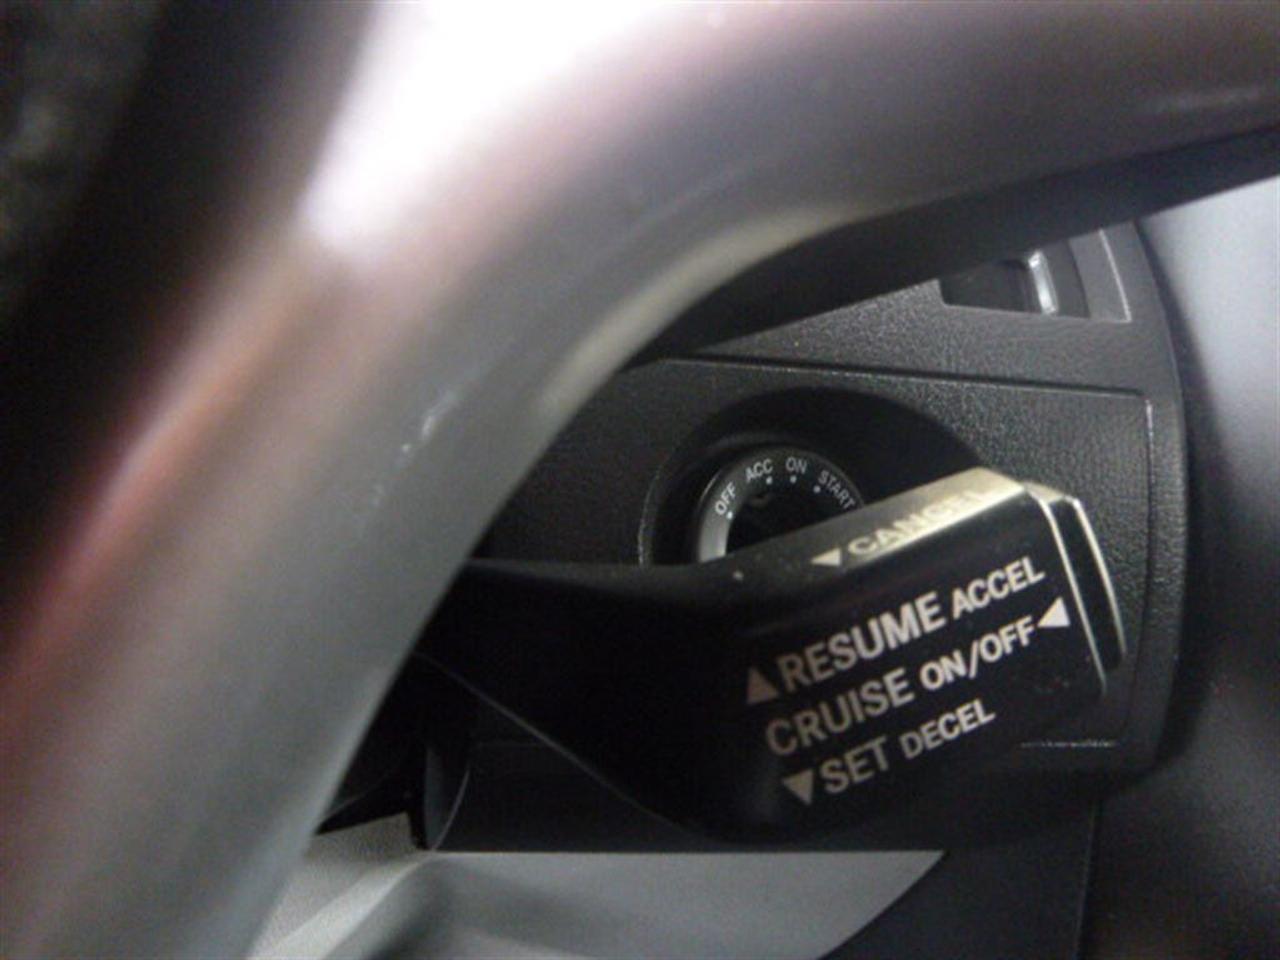 OFF ACC ON START
▼CANCEL
▲RESUME ACCEL
CRUISE ON/OFF◀
▼SET DECEL